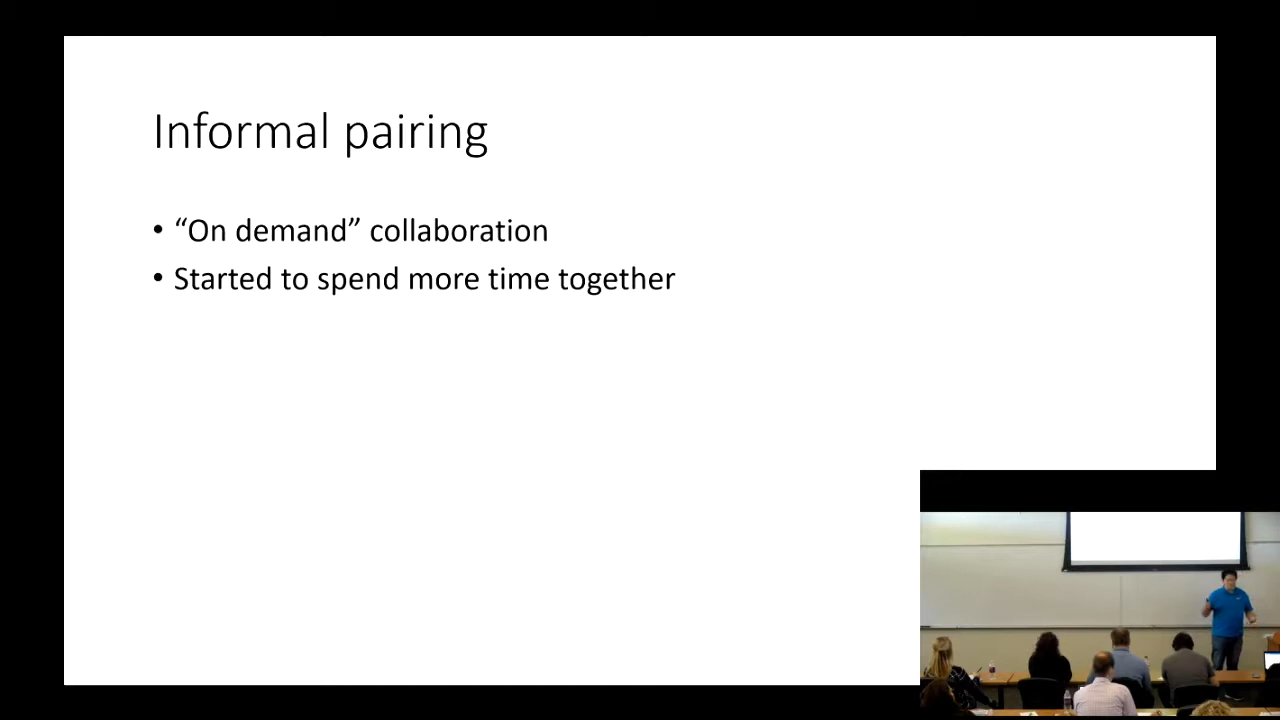 Informal pairing
• “On demand” collaboration
• Started to spend more time together